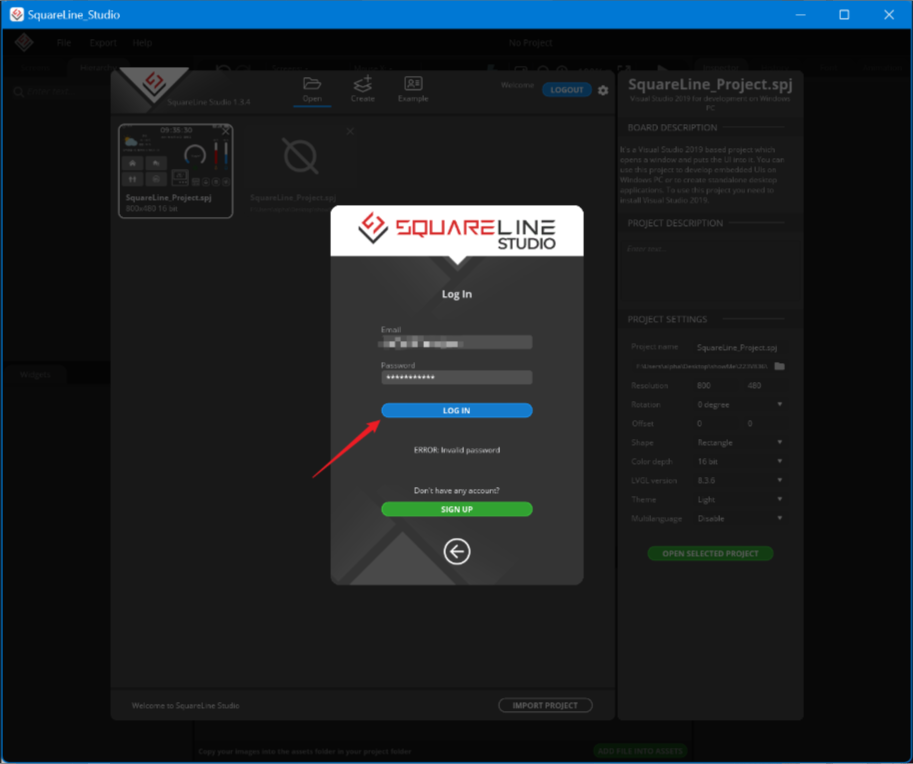 SquareLine_Studio
File Export Help
No Project
SquareLine Studio 1.3.4
Open
Create
Example
Welcome
LOGOUT
SquareLine_Project.spj
Visual Studio 2019 for development on Windows
PC
BOARD DESCRIPTION
It's a Visual Studio 2019 based project which
opens a window and puts the UI into it. You can
use this project to develop embedded UIs on
Windows PC or to create standalone desktop
applications. To use this project you need to
install Visual Studio 2019.
09:35:30
SquareLine_Project.spj
800x480 16 bit
SquareLine_Project.spj
PROJECT DESCRIPTION
Enter text...
SQUARELINE
STUDIO
Log In
Email
Password
***********
LOG IN
ERROR: Invalid password
Don't have any account?
SIGN UP
PROJECT SETTINGS
Project name SquareLine_Project.spj
Resolution 800 480
Rotation 0 degree
Offset 0 0
Shape Rectangle
Color depth 16 bit
LVGL version 8.3.6
Theme Light
Multilanguage Disable
OPEN SELECTED PROJECT
Widgets
Welcome to SquareLine Studio
IMPORT PROJECT
Copy your images into the assets folder in your project folder
ADD FILE INTO ASSETS